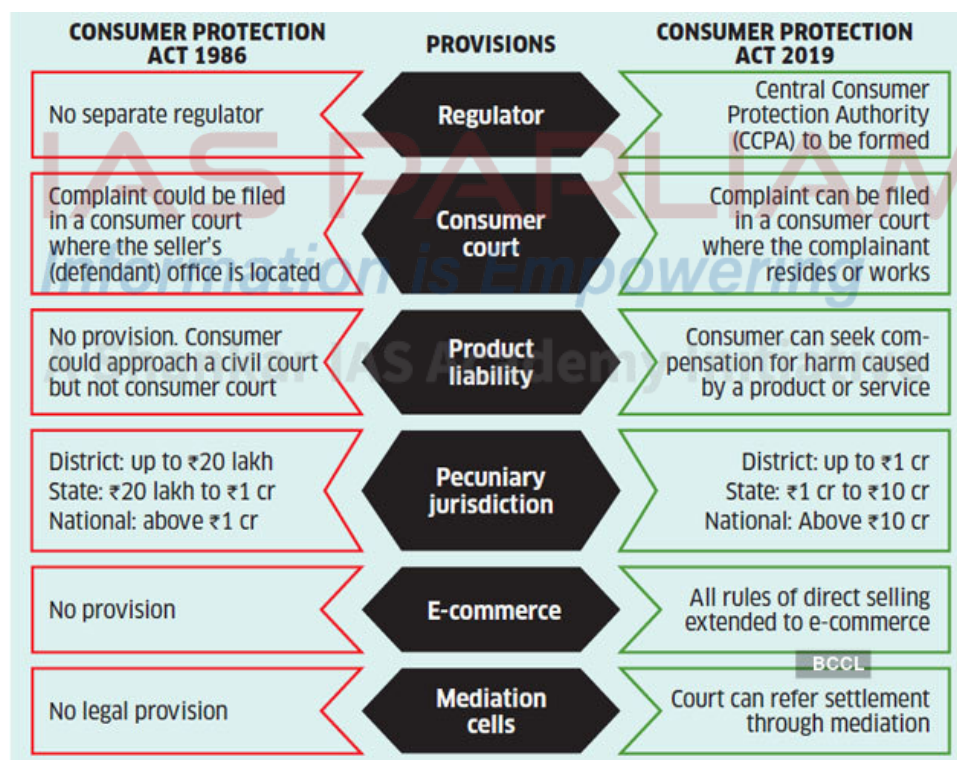 CONSUMER PROTECTION
ACT 1986
PROVISIONS
CONSUMER PROTECTION
ACT 2019
No separate regulator
Regulator
Central Consumer
Protection Authority
(CCPA) to be formed
Complaint could be filed
in a consumer court
where the seller's
(defendant) office is located
Consumer
court
Complaint can be filed
in a consumer court
where the complainant
resides or works
No provision. Consumer
could approach a civil court
but not consumer court
Product
liability
Consumer can seek com-
pensation for harm caused
by a product or service
District: up to ₹20 lakh
State: ₹20 lakh to ₹1 cr
National: above ₹1 cr
Pecuniary
jurisdiction
District: up to ₹1 cr
State: ₹1 cr to ₹10 cr
National: Above ₹10 cr
No provision
E-commerce
All rules of direct selling
extended to e-commerce
BCCL
No legal provision
Mediation
cells
Court can refer settlement
through mediation
IAS PARLIAM
Information is Empowering
A Shankar IAS Academy Initiative